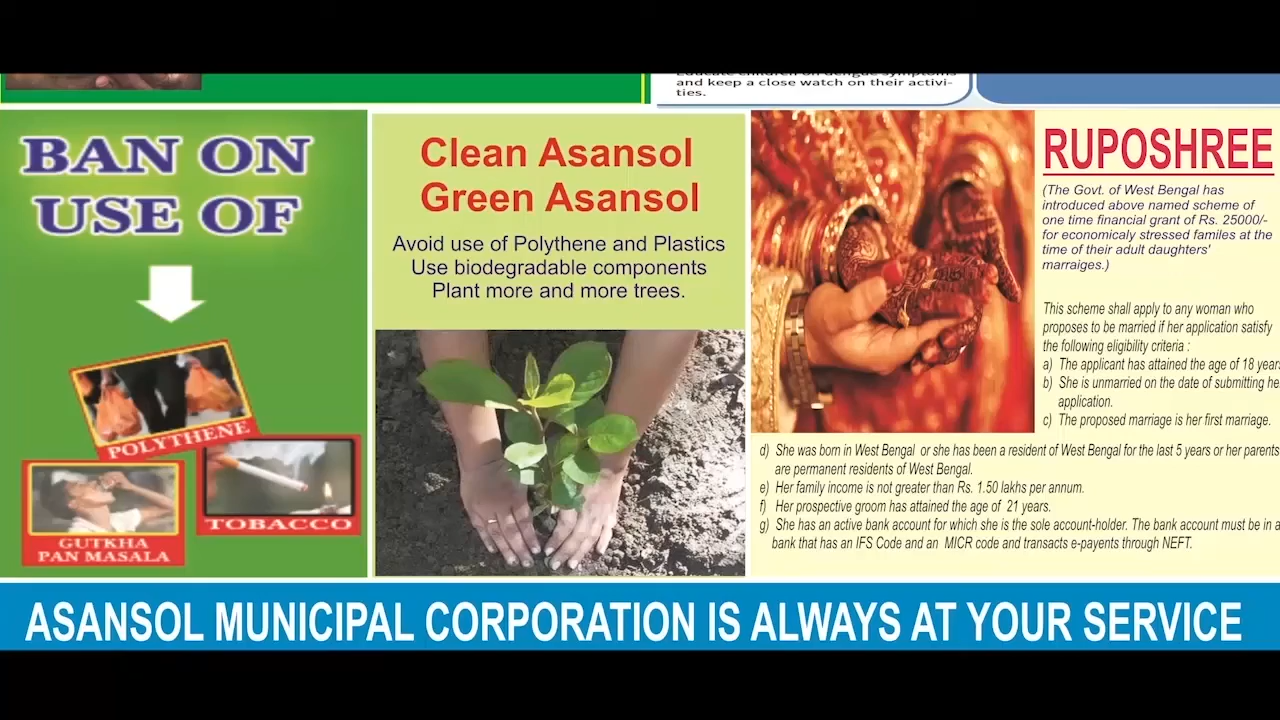 and keep a close watch on their activi-
ties.
BAN ON
USE OF
POLYTHENE
TOBACCO
GUTKHA
PAN MASALA
Clean Asansol
Green Asansol
Avoid use of Polythene and Plastics
Use biodegradable components
Plant more and more trees.
RUPOSHREE
(The Govt. of West Bengal has
introduced above named scheme of
one time financial grant of Rs. 25000/-
for economicaly stressed familes at the
time of their adult daughters'
marraiges.)
This scheme shall apply to any woman who
proposes to be married if her application satisfy
the following eligibility criteria :
a) The applicant has attained the age of 18 years
b) She is unmarried on the date of submitting he
application.
c) The proposed marriage is her first marriage.
d) She was born in West Bengal or she has been a resident of West Bengal for the last 5 years or her parents
are permanent residents of West Bengal.
e) Her family income is not greater than Rs. 1.50 lakhs per annum.
f) Her prospective groom has attained the age of 21 years.
g) She has an active bank account for which she is the sole account-holder. The bank account must be in a
bank that has an IFS Code and an MICR code and transacts e-payents through NEFT.
ASANSOL MUNICIPAL CORPORATION IS ALWAYS AT YOUR SERVICE